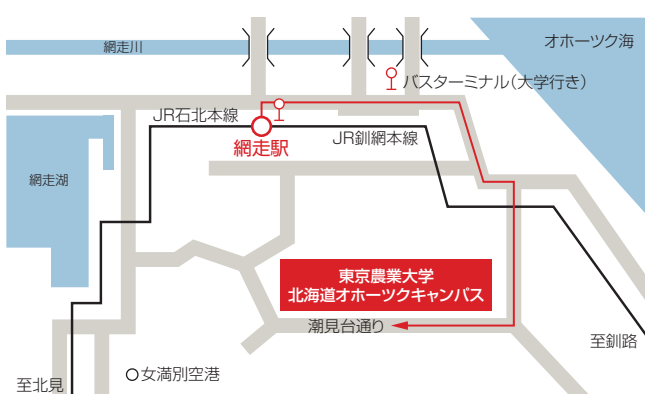 オホーツク海
網走川
バスターミナル(大学行き)
JR石北本線
JR釧網本線
網走駅
網走湖
東京農業大学
北海道オホーツクキャンパス
潮見台通り
至釧路
女満別空港
至北見